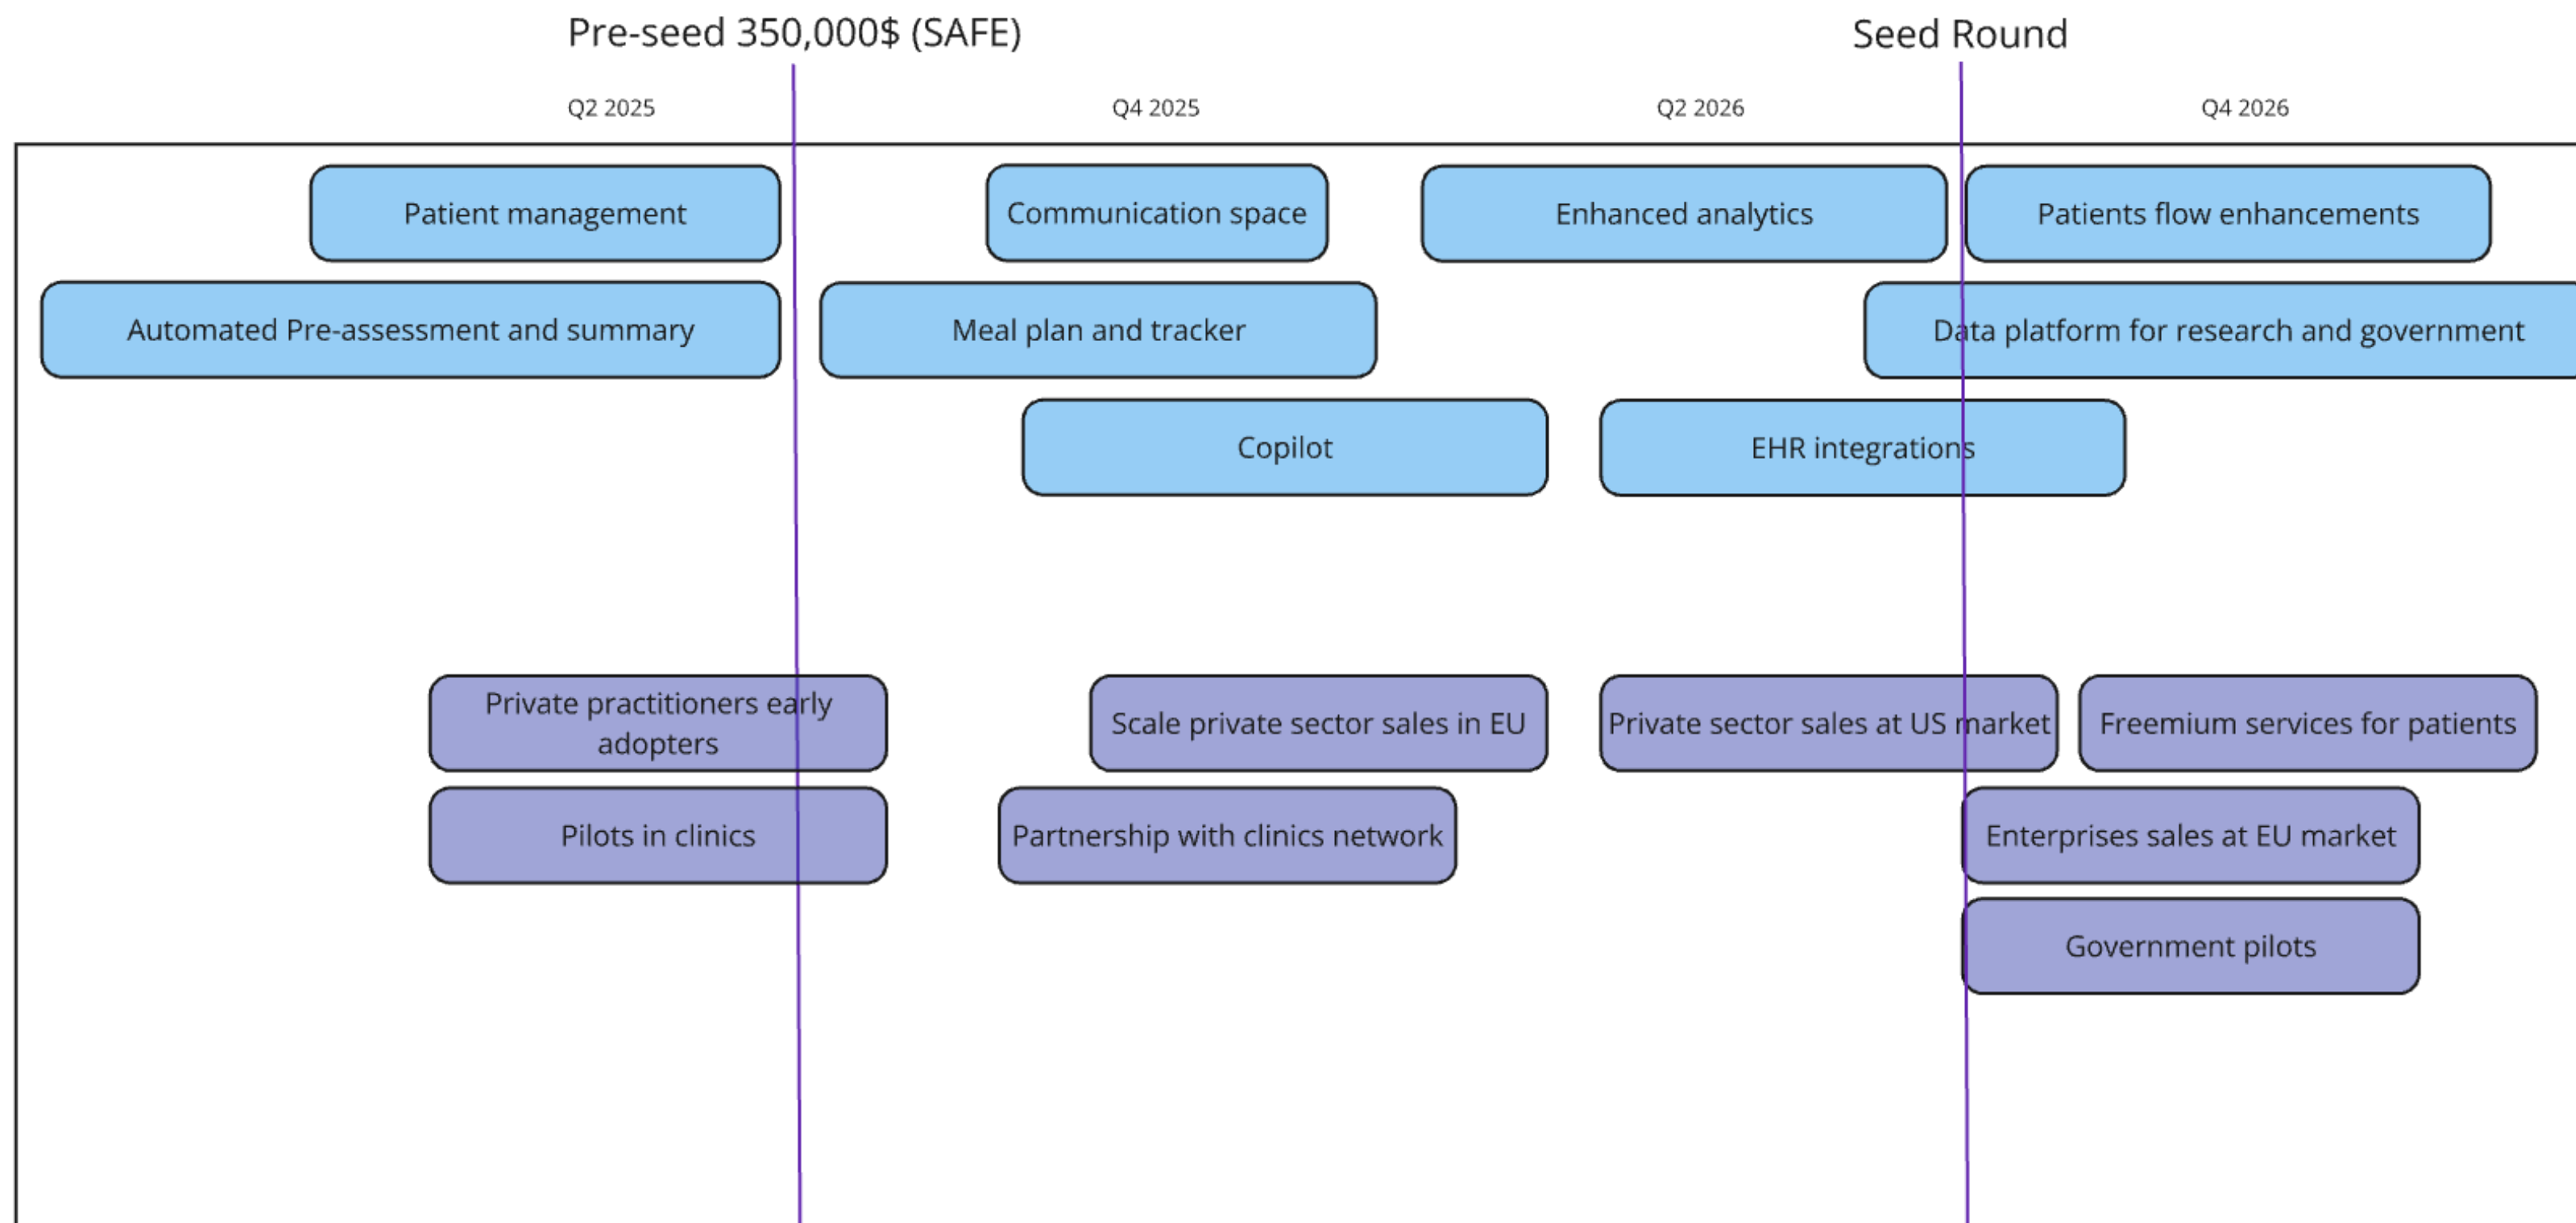 Pre-seed 350,000$ (SAFE)
Seed Round
Q2 2025
Q4 2025
Q2 2026
Q4 2026
Patient management
Communication space
Enhanced analytics
Patients flow enhancements
Automated Pre-assessment and summary
Meal plan and tracker
Data platform for research and government
Copilot
EHR integrations
Private practitioners early
adopters
Scale private sector sales in EU
Private sector sales at US market
Freemium services for patients
Pilots in clinics
Partnership with clinics network
Enterprises sales at EU market
Government pilots